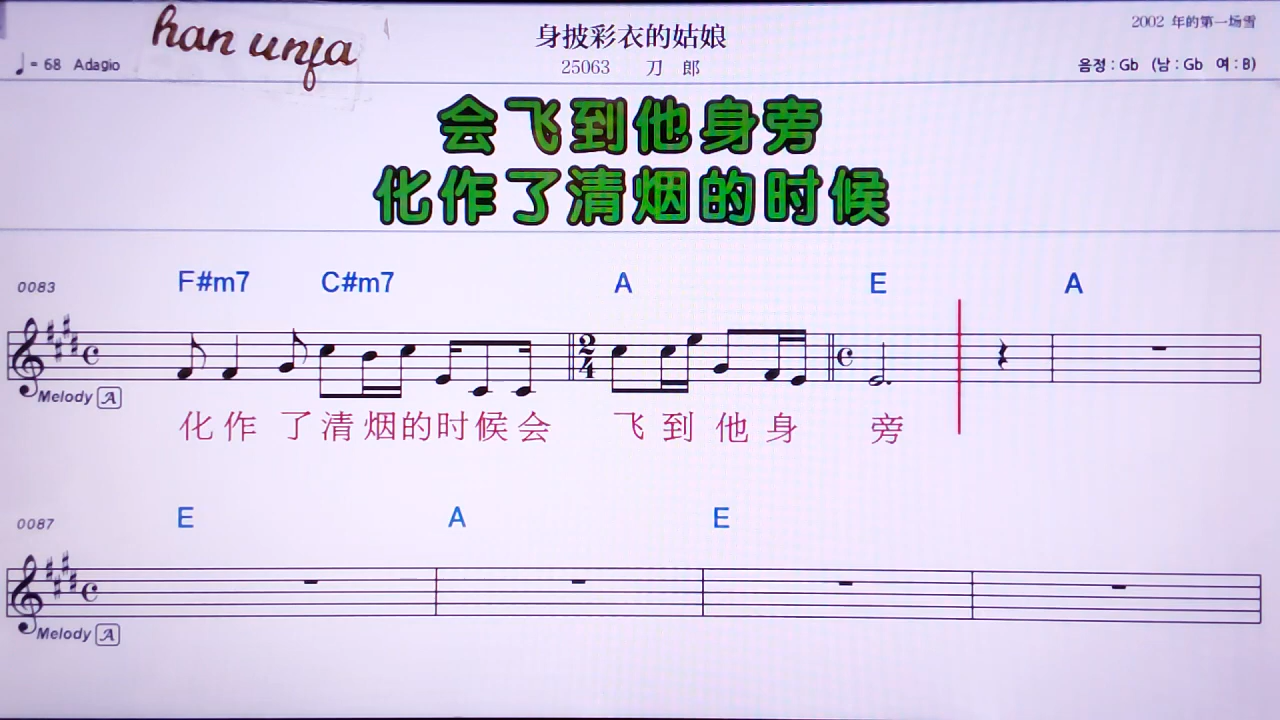 han unfa
身披彩衣的姑娘
2002 年的第一场雪
♩= 68 Adagio
25063 刀 郎
음정 : Gb (남 : Gb 여 : B)
会飞到他身旁
化作了清烟的时候
0083
F#m7 C#m7 A E A
2
4
Melody A
化 作 了 清 烟 的 时 候 会 飞 到 他 身 旁
0087
E A E
Melody A